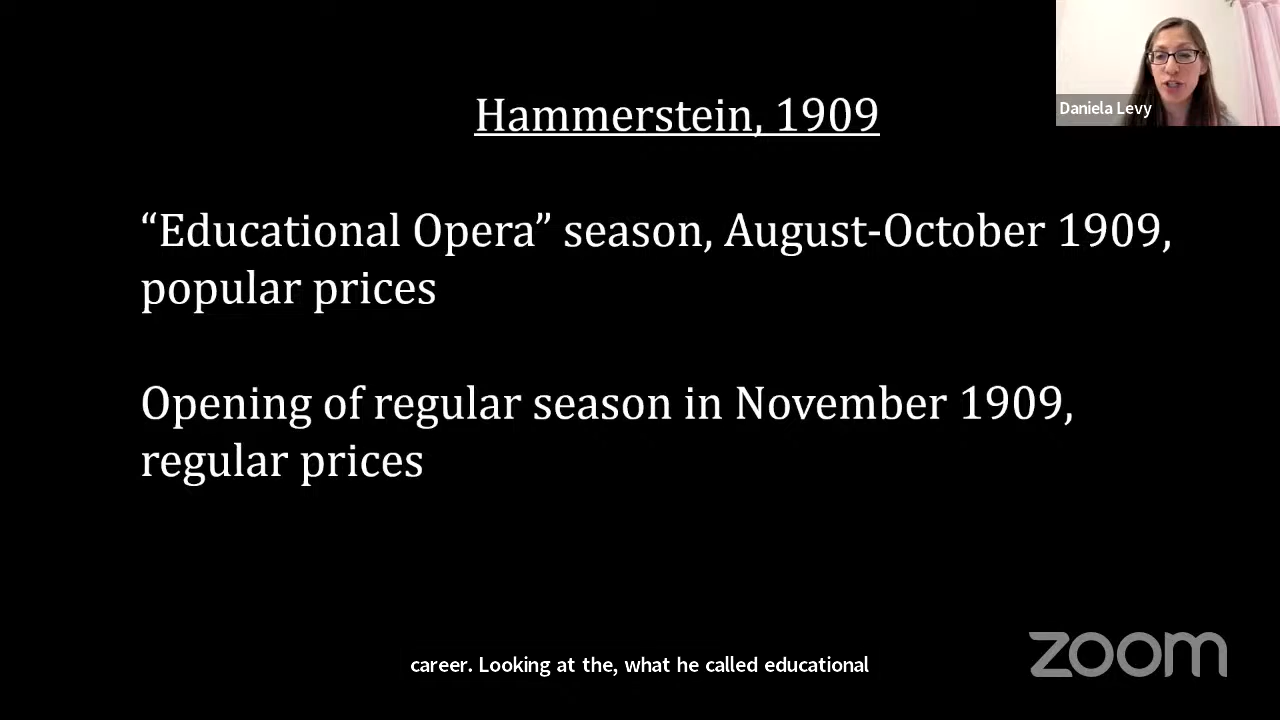 Hammerstein, 1909
Daniela Levy
“Educational Opera” season, August-October 1909,
popular prices
Opening of regular season in November 1909,
regular prices
career. Looking at the, what he called educational
zoom